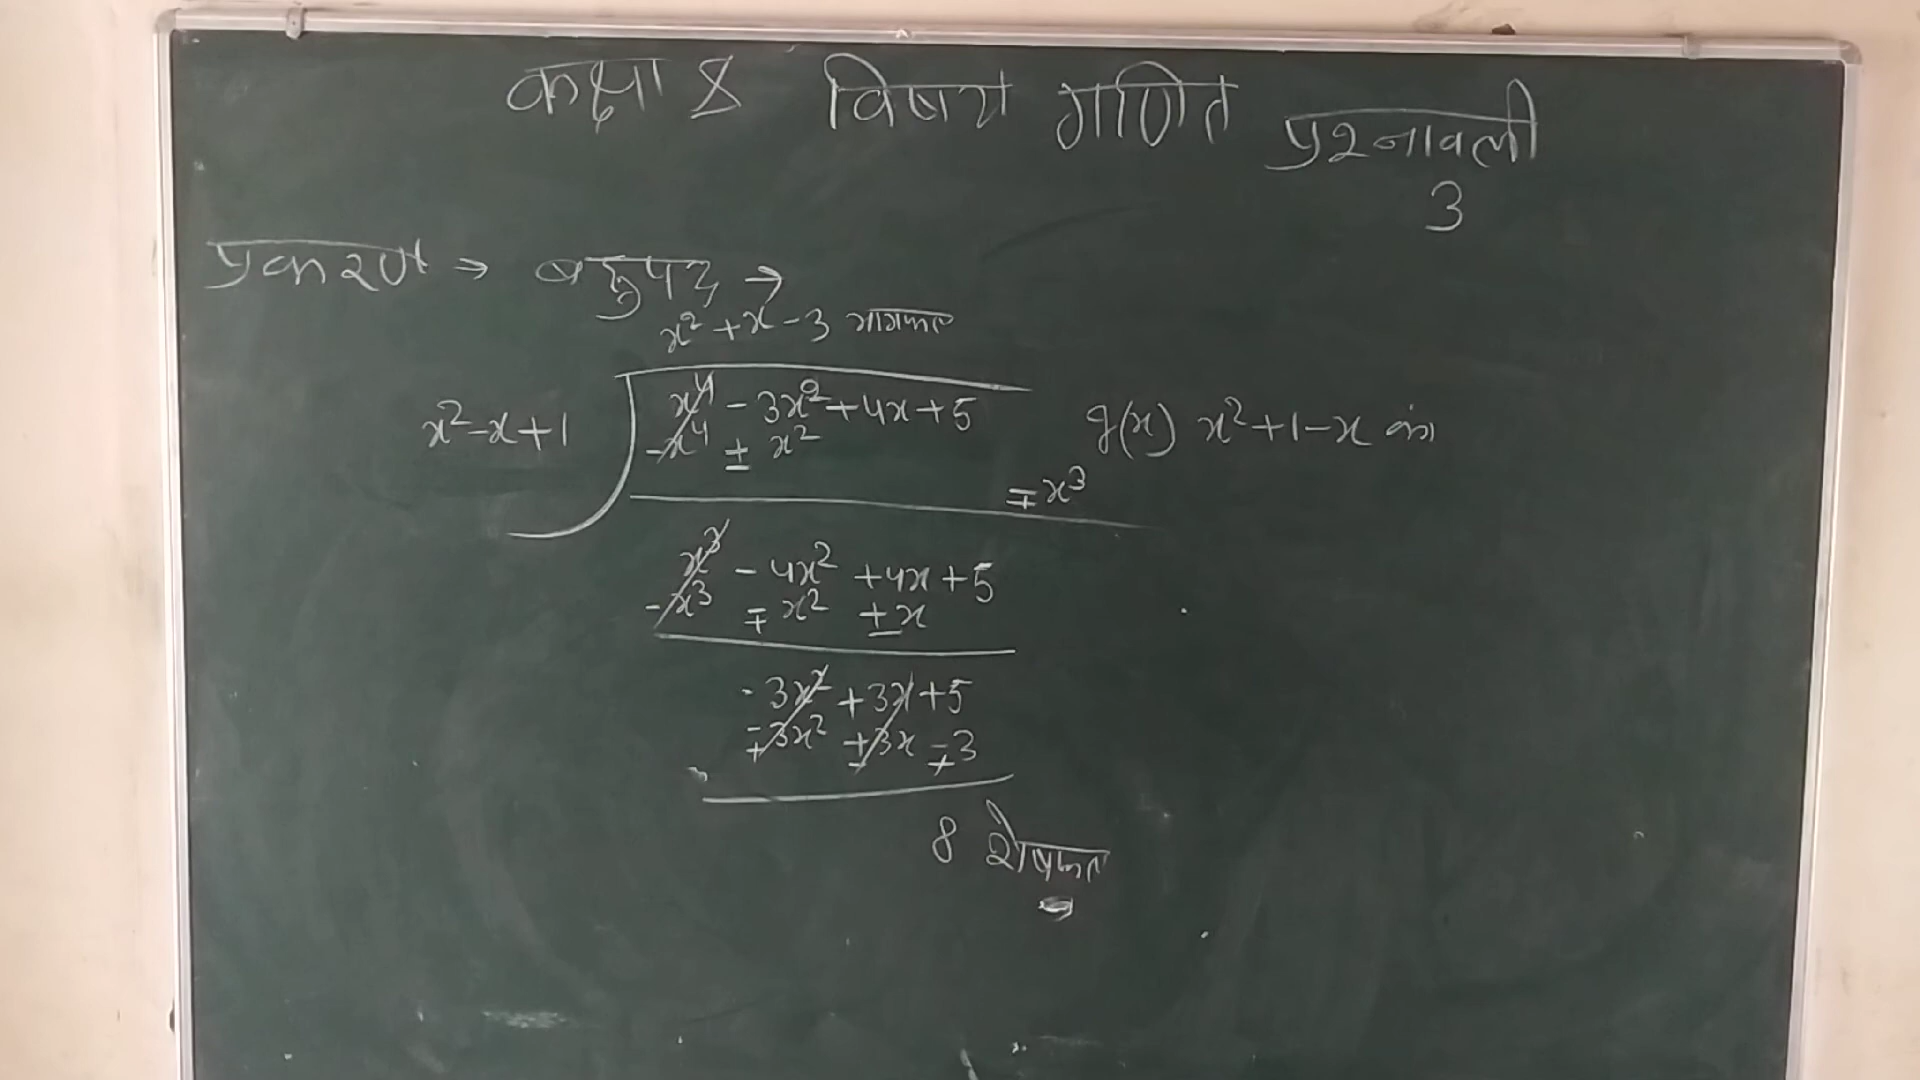 कक्षा 8 विषय गणित प्रश्नावली
3
प्रकरण → बहुपद →
x² + x - 3 भागफल
x² - x + 1 x⁴ - 3x² + 4x + 5 g(x) x² + 1 - x का
- x⁴ ± x² ∓ x³
x³ - 4x² + 4x + 5
- x³ ∓ x² ± x
- 3x² + 3x + 5
∓ 3x² ± 3x ∓ 3
8 शेषफल